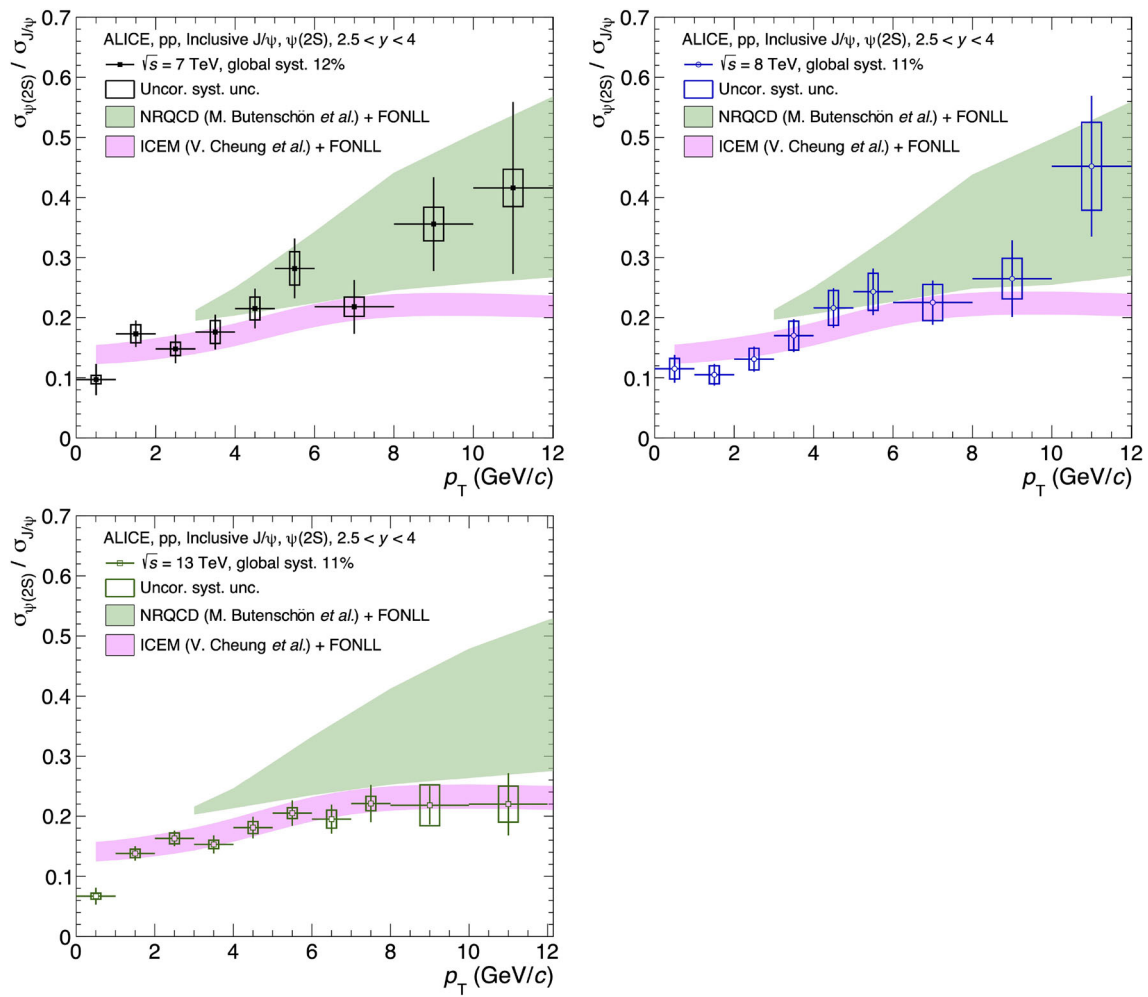 ALICE, pp, Inclusive J/ψ, ψ(2S), 2.5 < y < 4
√s = 7 TeV, global syst. 12%
Uncor. syst. unc.
NRQCD (M. Butenschön et al.) + FONLL
ICEM (V. Cheung et al.) + FONLL
σψ(2S) / σJ/ψ
0.7
0.6
0.5
0.4
0.3
0.2
0.1
0
0 2 4 6 8 10 12
pT (GeV/c)
ALICE, pp, Inclusive J/ψ, ψ(2S), 2.5 < y < 4
√s = 8 TeV, global syst. 11%
Uncor. syst. unc.
NRQCD (M. Butenschön et al.) + FONLL
ICEM (V. Cheung et al.) + FONLL
σψ(2S) / σJ/ψ
0.7
0.6
0.5
0.4
0.3
0.2
0.1
0
0 2 4 6 8 10 12
pT (GeV/c)
ALICE, pp, Inclusive J/ψ, ψ(2S), 2.5 < y < 4
√s = 13 TeV, global syst. 11%
Uncor. syst. unc.
NRQCD (M. Butenschön et al.) + FONLL
ICEM (V. Cheung et al.) + FONLL
σψ(2S) / σJ/ψ
0.7
0.6
0.5
0.4
0.3
0.2
0.1
0
0 2 4 6 8 10 12
pT (GeV/c)